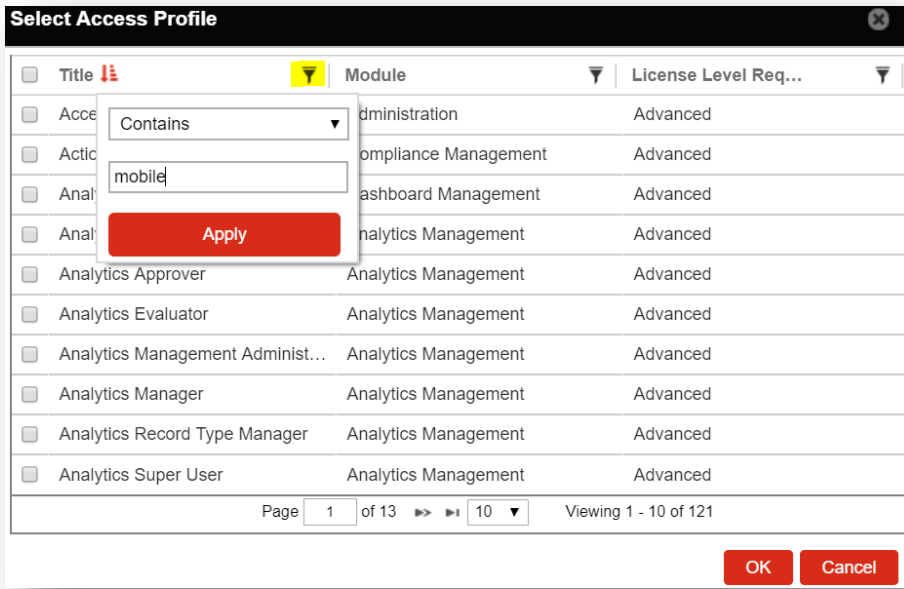 Select Access Profile
Title Module License Level Req...
Acce dministration Advanced
Contains
Actio ompliance Management Advanced
mobile
Anal ashboard Management Advanced
Anal nalytics Management Advanced
Apply
Analytics Approver Analytics Management Advanced
Analytics Evaluator Analytics Management Advanced
Analytics Management Administ... Analytics Management Advanced
Analytics Manager Analytics Management Advanced
Analytics Record Type Manager Analytics Management Advanced
Analytics Super User Analytics Management Advanced
Page 1 of 13 10 Viewing 1 - 10 of 121
OK Cancel